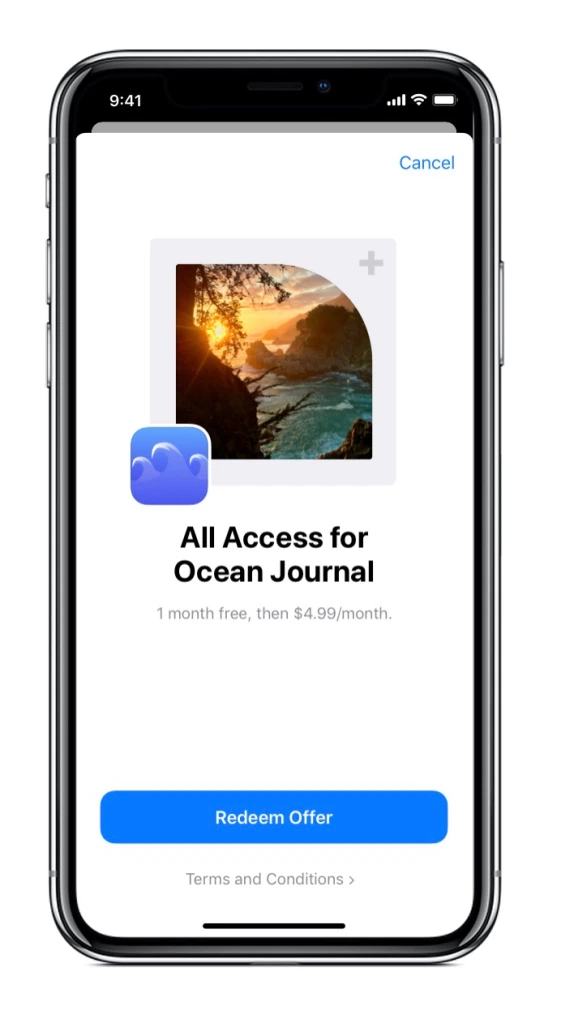 9:41
Cancel
All Access for
Ocean Journal
1 month free, then $4.99/month.
Redeem Offer
Terms and Conditions >